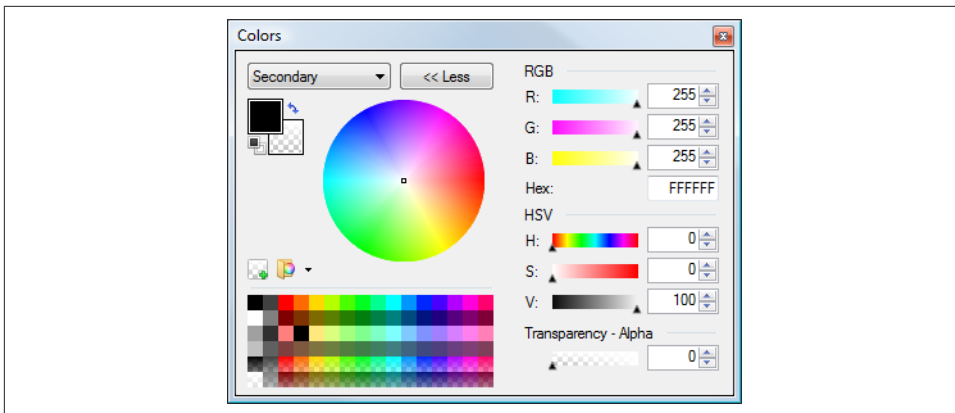 Colors
Secondary
<< Less
RGB
R: 255
G: 255
B: 255
Hex: FFFFFF
HSV
H: 0
S: 0
V: 100
Transparency - Alpha
0